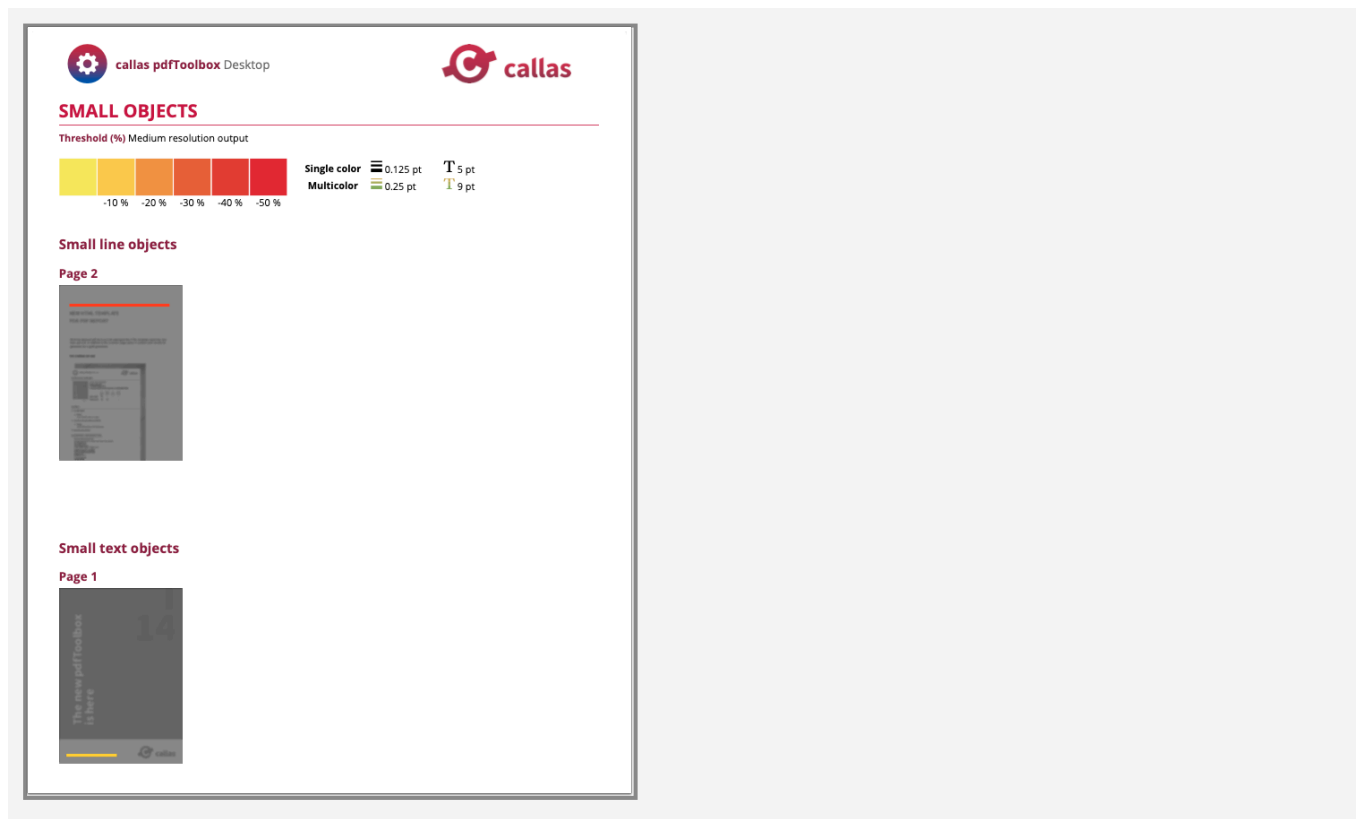 callas pdfToolbox Desktop
callas
SMALL OBJECTS
Threshold (%) Medium resolution output
Single color 0.125 pt T 5 pt
Multicolor 0.25 pt T 9 pt
-10 % -20 % -30 % -40 % -50 %
Small line objects
Page 2
Small text objects
Page 1
14
The new pdfToolbox
is here
callas